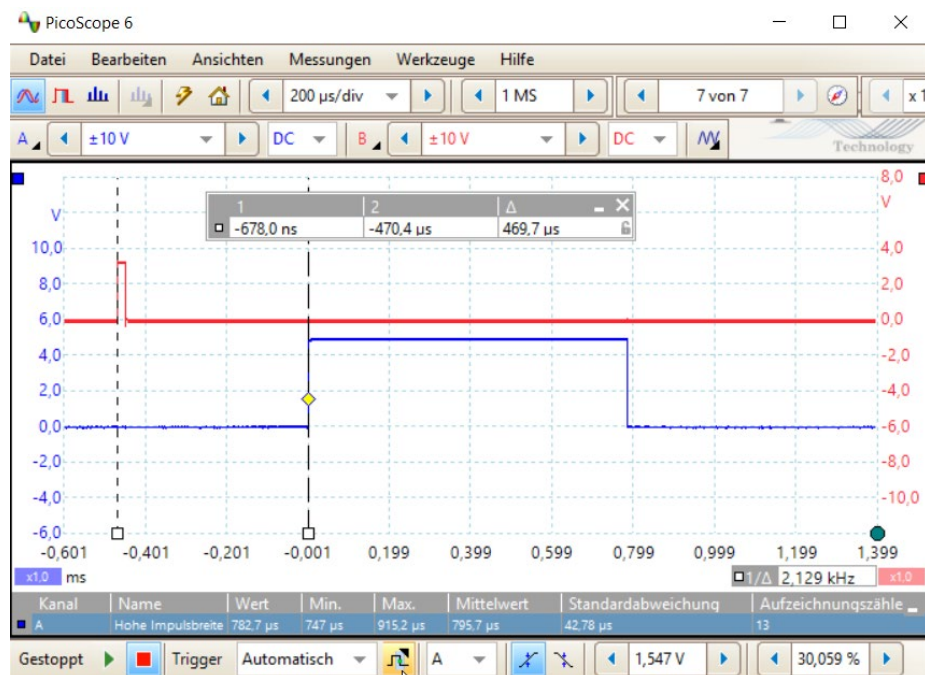 PicoScope 6
Datei Bearbeiten Ansichten Messungen Werkzeuge Hilfe
200 µs/div 1 MS 7 von 7 x 1
A ±10 V DC B ±10 V DC Technology
8,0
V V
1 2 Δ
-678,0 ns -470,4 µs 469,7 µs
10,0 4,0
8,0 2,0
6,0 0,0
4,0 -2,0
2,0 -4,0
0,0 -6,0
-2,0 -8,0
-4,0 -10,0
-6,0
-0,601 -0,401 -0,201 -0,001 0,199 0,399 0,599 0,799 0,999 1,199 1,399
x1,0 ms 1/Δ 2,129 kHz x1,0
Kanal Name Wert Min. Max. Mittelwert Standardabweichung Aufzeichnungszähle
A Hohe Impulsbreite 782,7 µs 747 µs 915,2 µs 795,7 µs 42,78 µs 13
Gestoppt Trigger Automatisch A 1,547 V 30,059 %